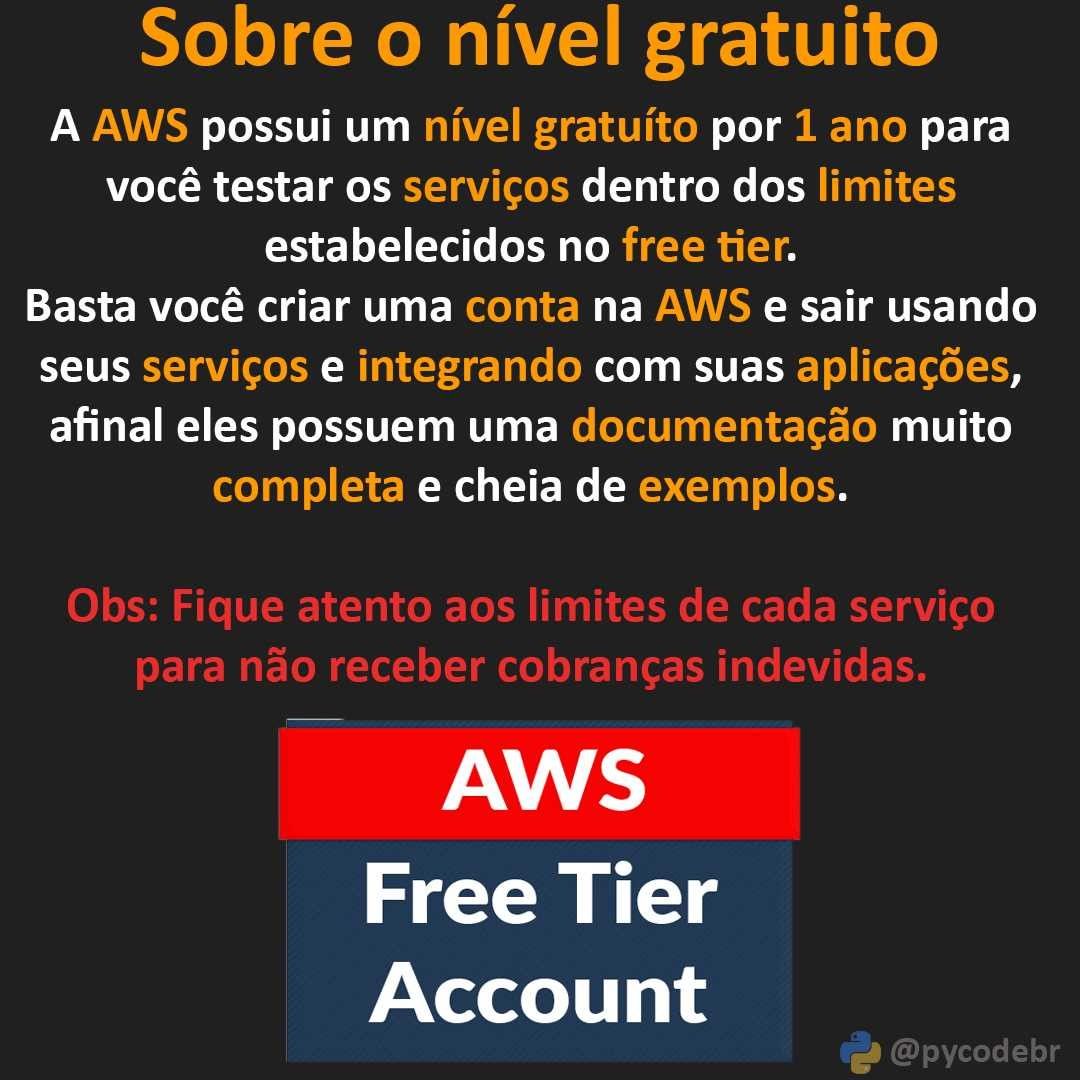 Sobre o nível gratuito
A AWS possui um nível gratuíto por 1 ano para
você testar os serviços dentro dos limites
estabelecidos no free tier.
Basta você criar uma conta na AWS e sair usando
seus serviços e integrando com suas aplicações,
afinal eles possuem uma documentação muito
completa e cheia de exemplos.
Obs: Fique atento aos limites de cada serviço
para não receber cobranças indevidas.
AWS
Free Tier
Account
@pycodebr